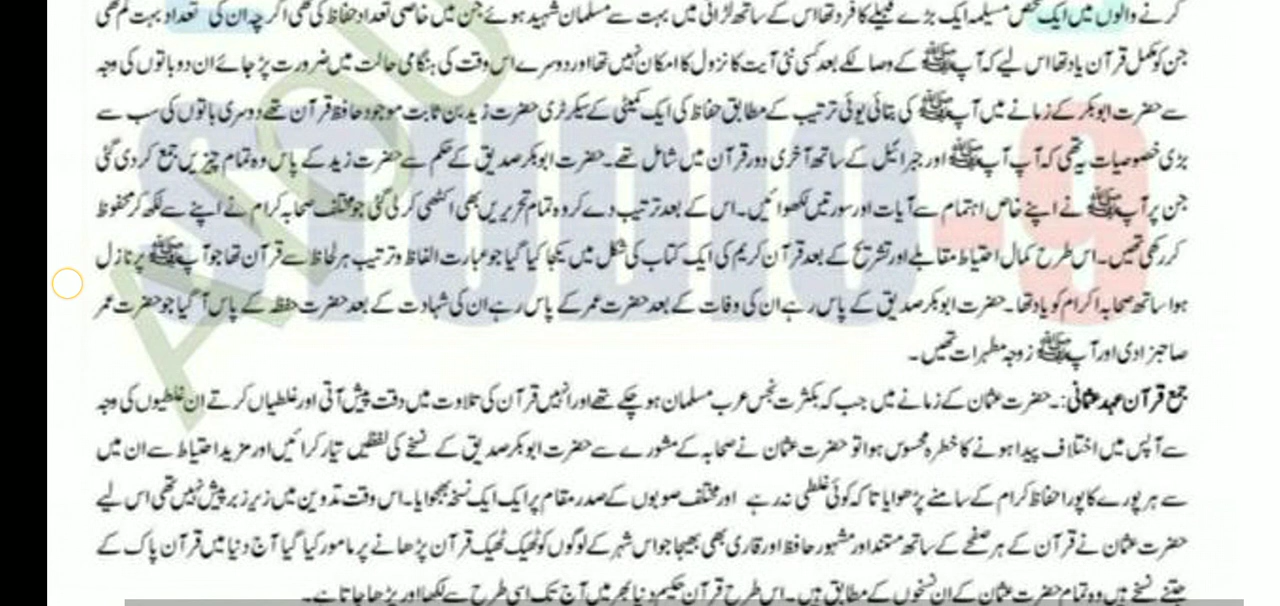 کرنے والوں میں ایک شخص مسیلمہ ایک بڑے قبیلے کا فرد تھا اس کے ساتھ لڑائی میں بہت سے مسلمان شہید ہوئے جن میں خاصی تعداد حفاظ کی تھی اگرچہ ان کی تعداد بہت کم تھی
جن کو مکمل قرآن یاد تھا اس لیے کہ آپ ﷺ کے وصال کے بعد کسی نئی آیت کا نزول کا امکان نہیں تھا اور دوسرے اس وقت کی ہنگامی حالت میں ضرورت پڑ جائے ان دو باتوں کی وجہ
سے حضرت ابوبکر کے زمانے میں آپ ﷺ کی بتائی ہوئی ترتیب کے مطابق حفاظ کی ایک کمیٹی کے سیکرٹری حضرت زید بن ثابت موجود حافظ قرآن تھے دوسری باتوں کی سب سے
بڑی خصوصیات یہ تھی کہ آپ آپ ﷺ اور جبرائیل کے ساتھ آخری دور قرآن میں شامل تھے۔ حضرت ابوبکر صدیق کے حکم سے حضرت زید کے پاس وہ تمام چیزیں جمع کر دی گئی
جن پر آپ ﷺ نے اپنے خاص اہتمام سے آیات اور سورتیں لکھوائیں۔ اس کے بعد ترتیب دے کر وہ تمام تحریریں بھی اکٹھی کر لی گئی جو مختلف صحابہ کرام نے اپنے سے لکھ کر محفوظ
کر رکھی تھیں۔ اس طرح کمال احتیاط مقابلے اور تشریح کے بعد قرآن کریم کی ایک کتاب کی شکل میں یکجا کیا گیا جو عبارت الفاظ و ترتیب ہر لحاظ سے قرآن تھا جو آپ ﷺ پر نازل
ہوا ساتھ صحابہ اکرام کو یاد تھا۔ حضرت ابوبکر صدیق کے پاس رہے ان کی وفات کے بعد حضرت عمر کے پاس رہے ان کی شہادت کے بعد حضرت حفظہ کے پاس آ گیا جو حضرت عمر
صاحبزادی اور آپ ﷺ زوجہ مطہرات تھیں۔
جمع قرآن عہد عثمانی:۔ حضرت عثمان کے زمانے میں جب کہ بکثرت نجس عرب مسلمان ہو چکے تھے اور انہیں قرآن کی تلاوت میں دقت پیش آتی اور غلطیاں کرتے ان غلطیوں کی وجہ
سے آپس میں اختلاف پیدا ہونے کا خطرہ محسوس ہوا تو حضرت عثمان نے صحابہ کے مشورے سے حضرت ابوبکر صدیق کے نسخے کی لفظیں تیار کرائیں اور مزید احتیاط سے ان میں
سے ہر پورے کا پورا حفاظ کرام کے سامنے پڑھوایا تاکہ کوئی غلطی نہ رہے اور مختلف صوبوں کے صدر مقام پر ایک ایک نسخہ بھجوایا۔ اس وقت تدوین میں زیر زبر پیش نہیں تھی اس لیے
حضرت عثمان نے قرآن کے ہر صفحے کے ساتھ مستند اور مشہور حافظ اور قاری بھی بھیجا جو اس شہر کے لوگوں کو ٹھیک ٹھیک قرآن پڑھانے پر مامور کیا گیا آج دنیا میں قرآن پاک کے
جتنے نسخے ہیں وہ تمام حضرت عثمان کے ان نسخوں کے مطابق ہیں۔ اس طرح قرآن حکیم دنیا بھر میں آج تک اسی طرح سے لکھا اور پڑھا جاتا ہے۔
STUDIO-9